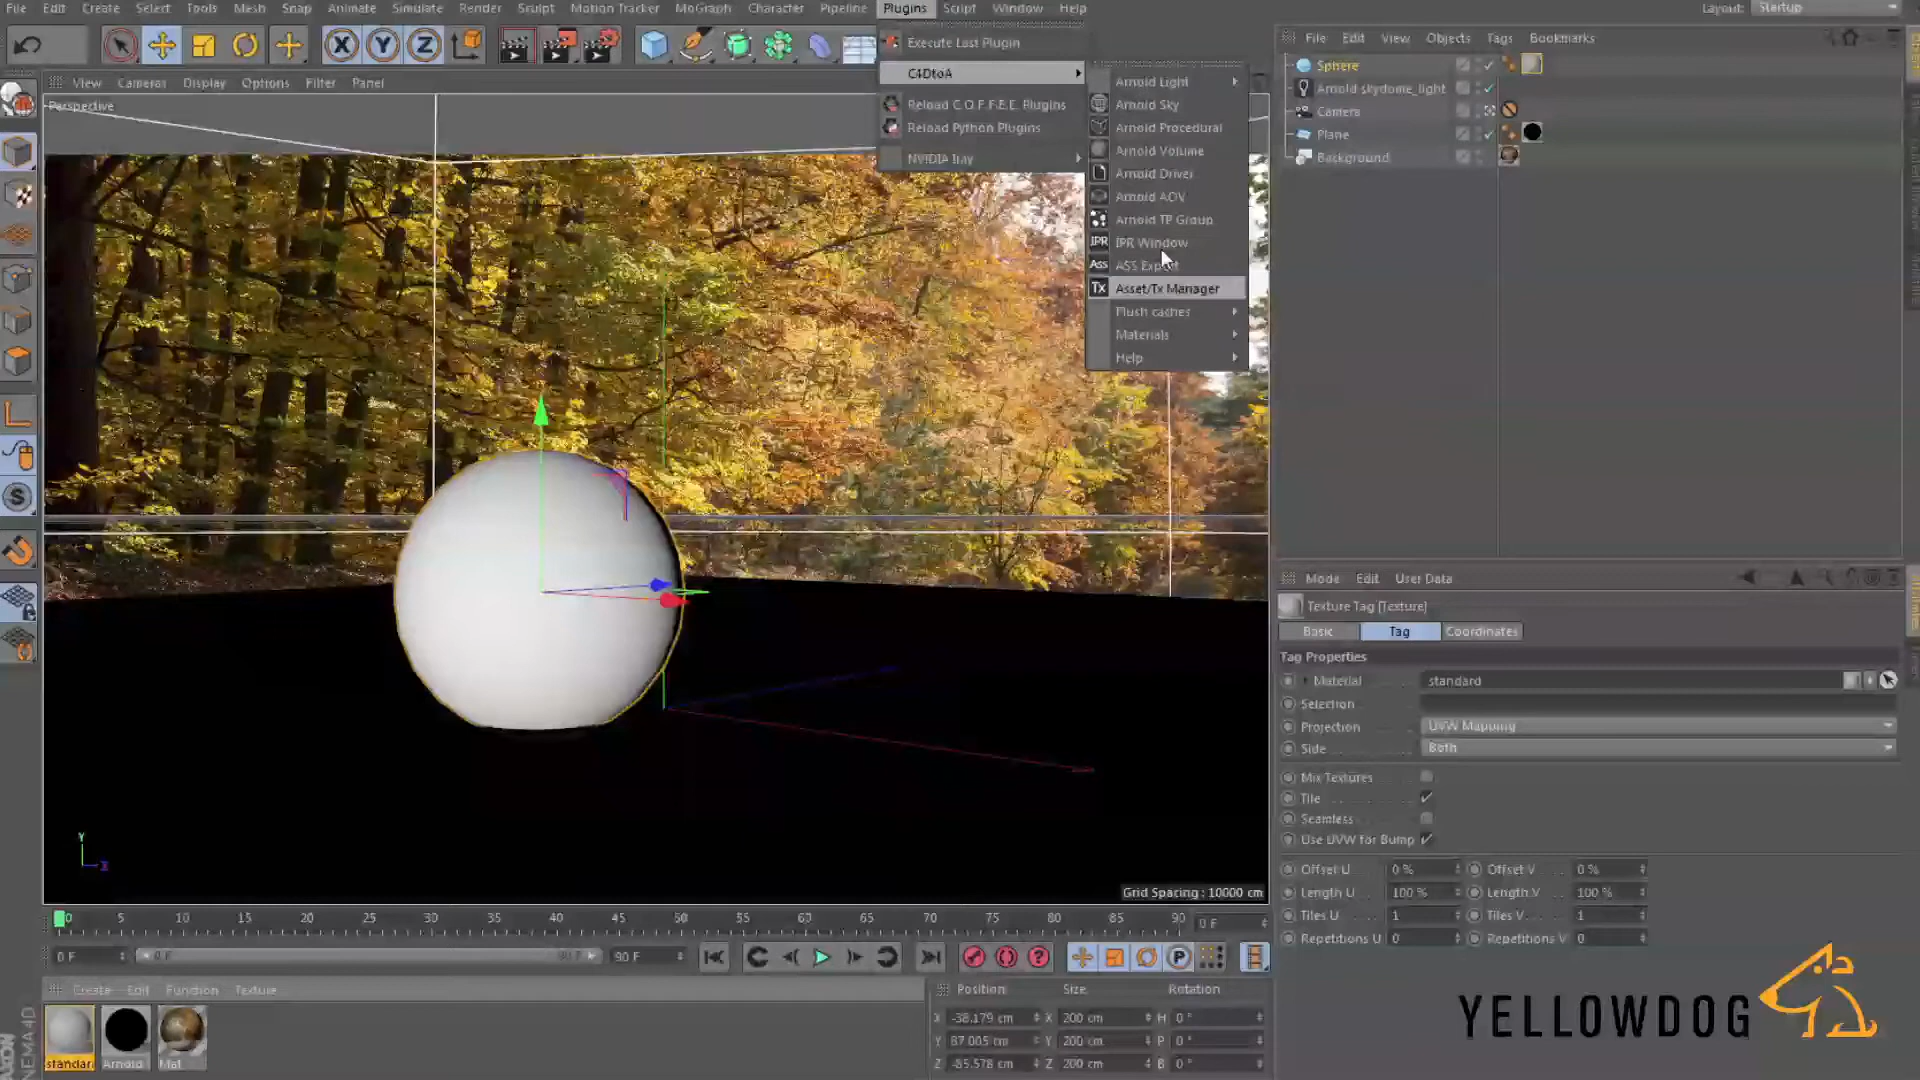 File Edit Create Select Tools Mesh Snap Animate Simulate Render Sculpt Motion Tracker MoGraph Character Pipeline Plugins Script Window Help Layout: Startup
Execute Last Plugin
C4DtoA
Reload C.O.F.F.E.E. Plugins
Reload Python Plugins
NVIDIA Iray
Arnold Light
Arnold Sky
Arnold Procedural
Arnold Volume
Arnold Driver
Arnold AOV
Arnold TP Group
IPR IPR Window
Ass ASS Export
Tx Asset/Tx Manager
Flush caches
Materials
Help
View Cameras Display Options Filter Panel
Perspective
X Y Z
File Edit View Objects Tags Bookmarks
Sphere
Arnold skydome_light
Camera
Plane
Background
Mode Edit User Data
Texture Tag [Texture]
Basic Tag Coordinates
Tag Properties
Material standard
Selection
Projection UVW Mapping
Side Both
Mix Textures
Tile
Seamless
Use UVW for Bump
Offset U 0 % Offset V 0 %
Length U 100 % Length V 100 %
Tiles U 1 Tiles V 1
Repetitions U 0 Repetitions V 0
Y
X
Grid Spacing : 10000 cm
0 5 10 15 20 25 30 35 40 45 50 55 60 65 70 75 80 85 90 0 F
0 F 0 F 90 F 90 F
Create Edit Function Texture
standard Arnold Mat
Position Size Rotation
X -38.179 cm X 200 cm H 0 °
Y 87.005 cm Y 200 cm P 0 °
Z -85.578 cm Z 200 cm B 0 °
YELLOWDOG